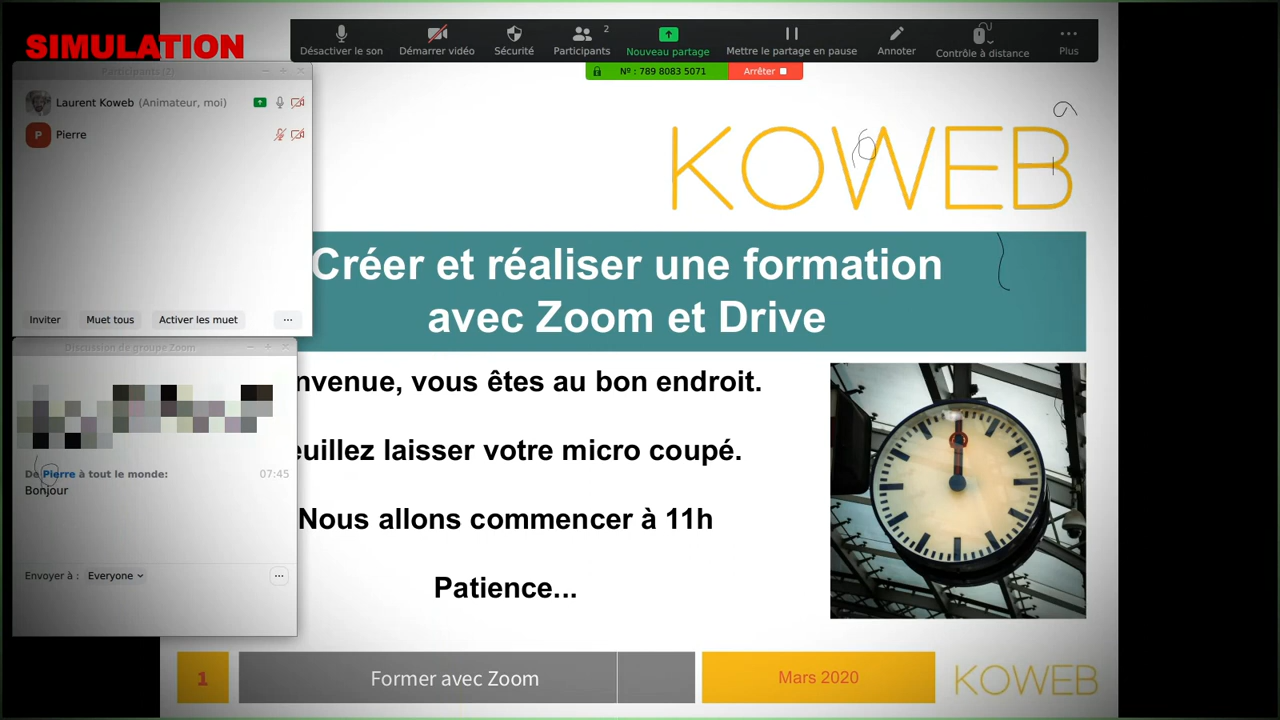 SIMULATION
Désactiver le son
Démarrer vidéo
Sécurité
Participants
2
Nouveau partage
Mettre le partage en pause
Annoter
Contrôle à distance
Plus
Nº : 789 8083 5071
Arrêter
Participants (2)
Laurent Koweb (Animateur, moi)
P
Pierre
Inviter
Muet tous
Activer les muet
...
KOWEB
Créer et réaliser une formation
avec Zoom et Drive
Discussion de groupe Zoom
De Pierre à tout le monde:
07:45
Bonjour
Envoyer à :
Everyone
...
nvenue, vous êtes au bon endroit.
euillez laisser votre micro coupé.
Nous allons commencer à 11h
Patience...
1
Former avec Zoom
Mars 2020
KOWEB